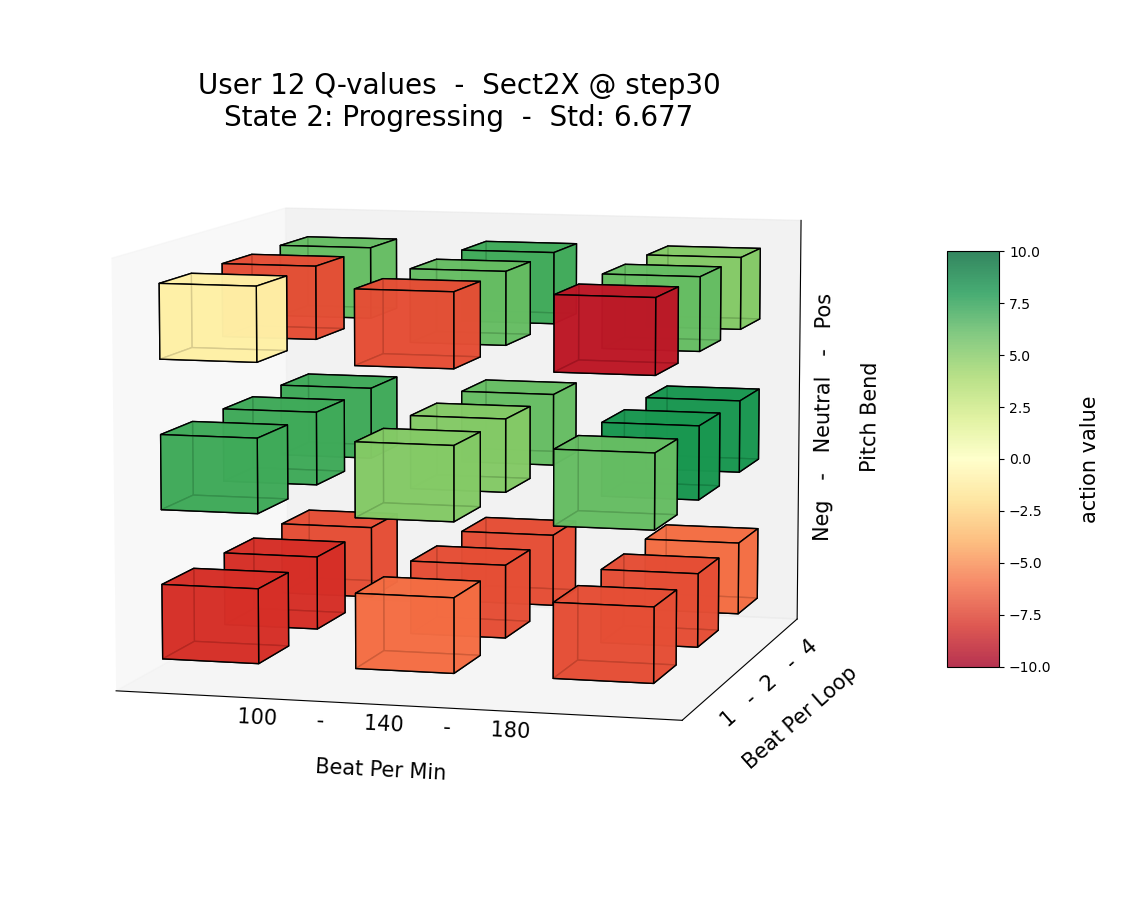 User 12 Q-values  -  Sect2X @ step30
State 2: Progressing  -  Std: 6.677
Neg   -   Neutral   -   Pos
Pitch Bend
100   -   140   -   180
Beat Per Min
1  -  2  -  4
Beat Per Loop
10.0
7.5
5.0
2.5
0.0
−2.5
−5.0
−7.5
−10.0
action value